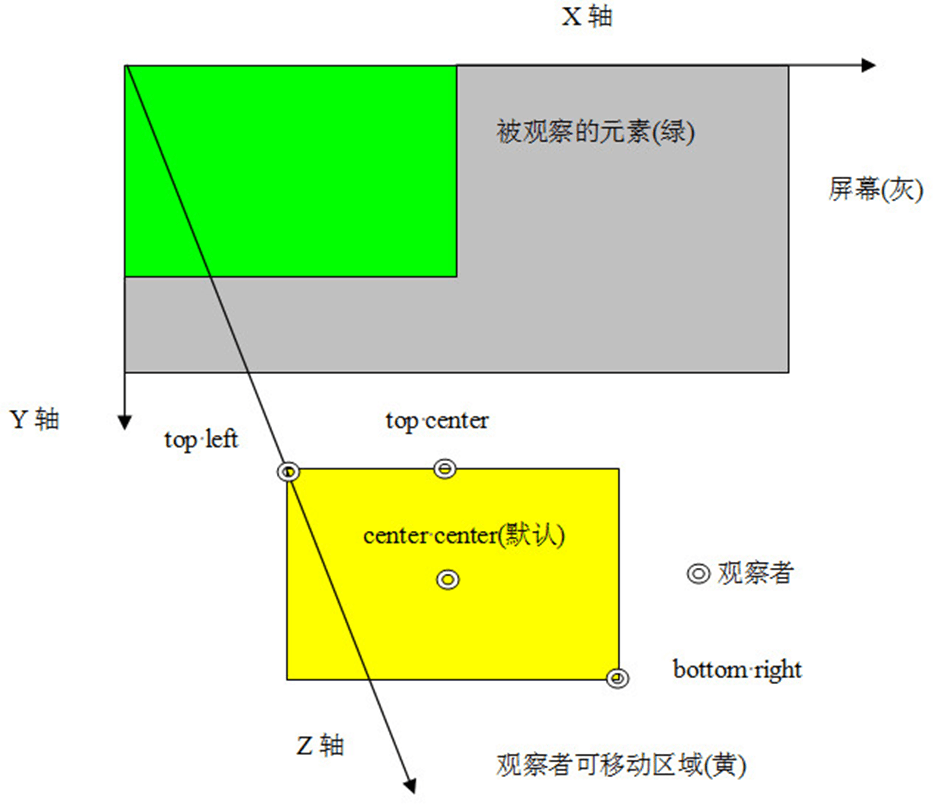 X 轴
被观察的元素(绿)
屏幕(灰)
Y 轴
top·left
top·center
center·center(默认)
观察者
bottom·right
Z 轴
观察者可移动区域(黄)